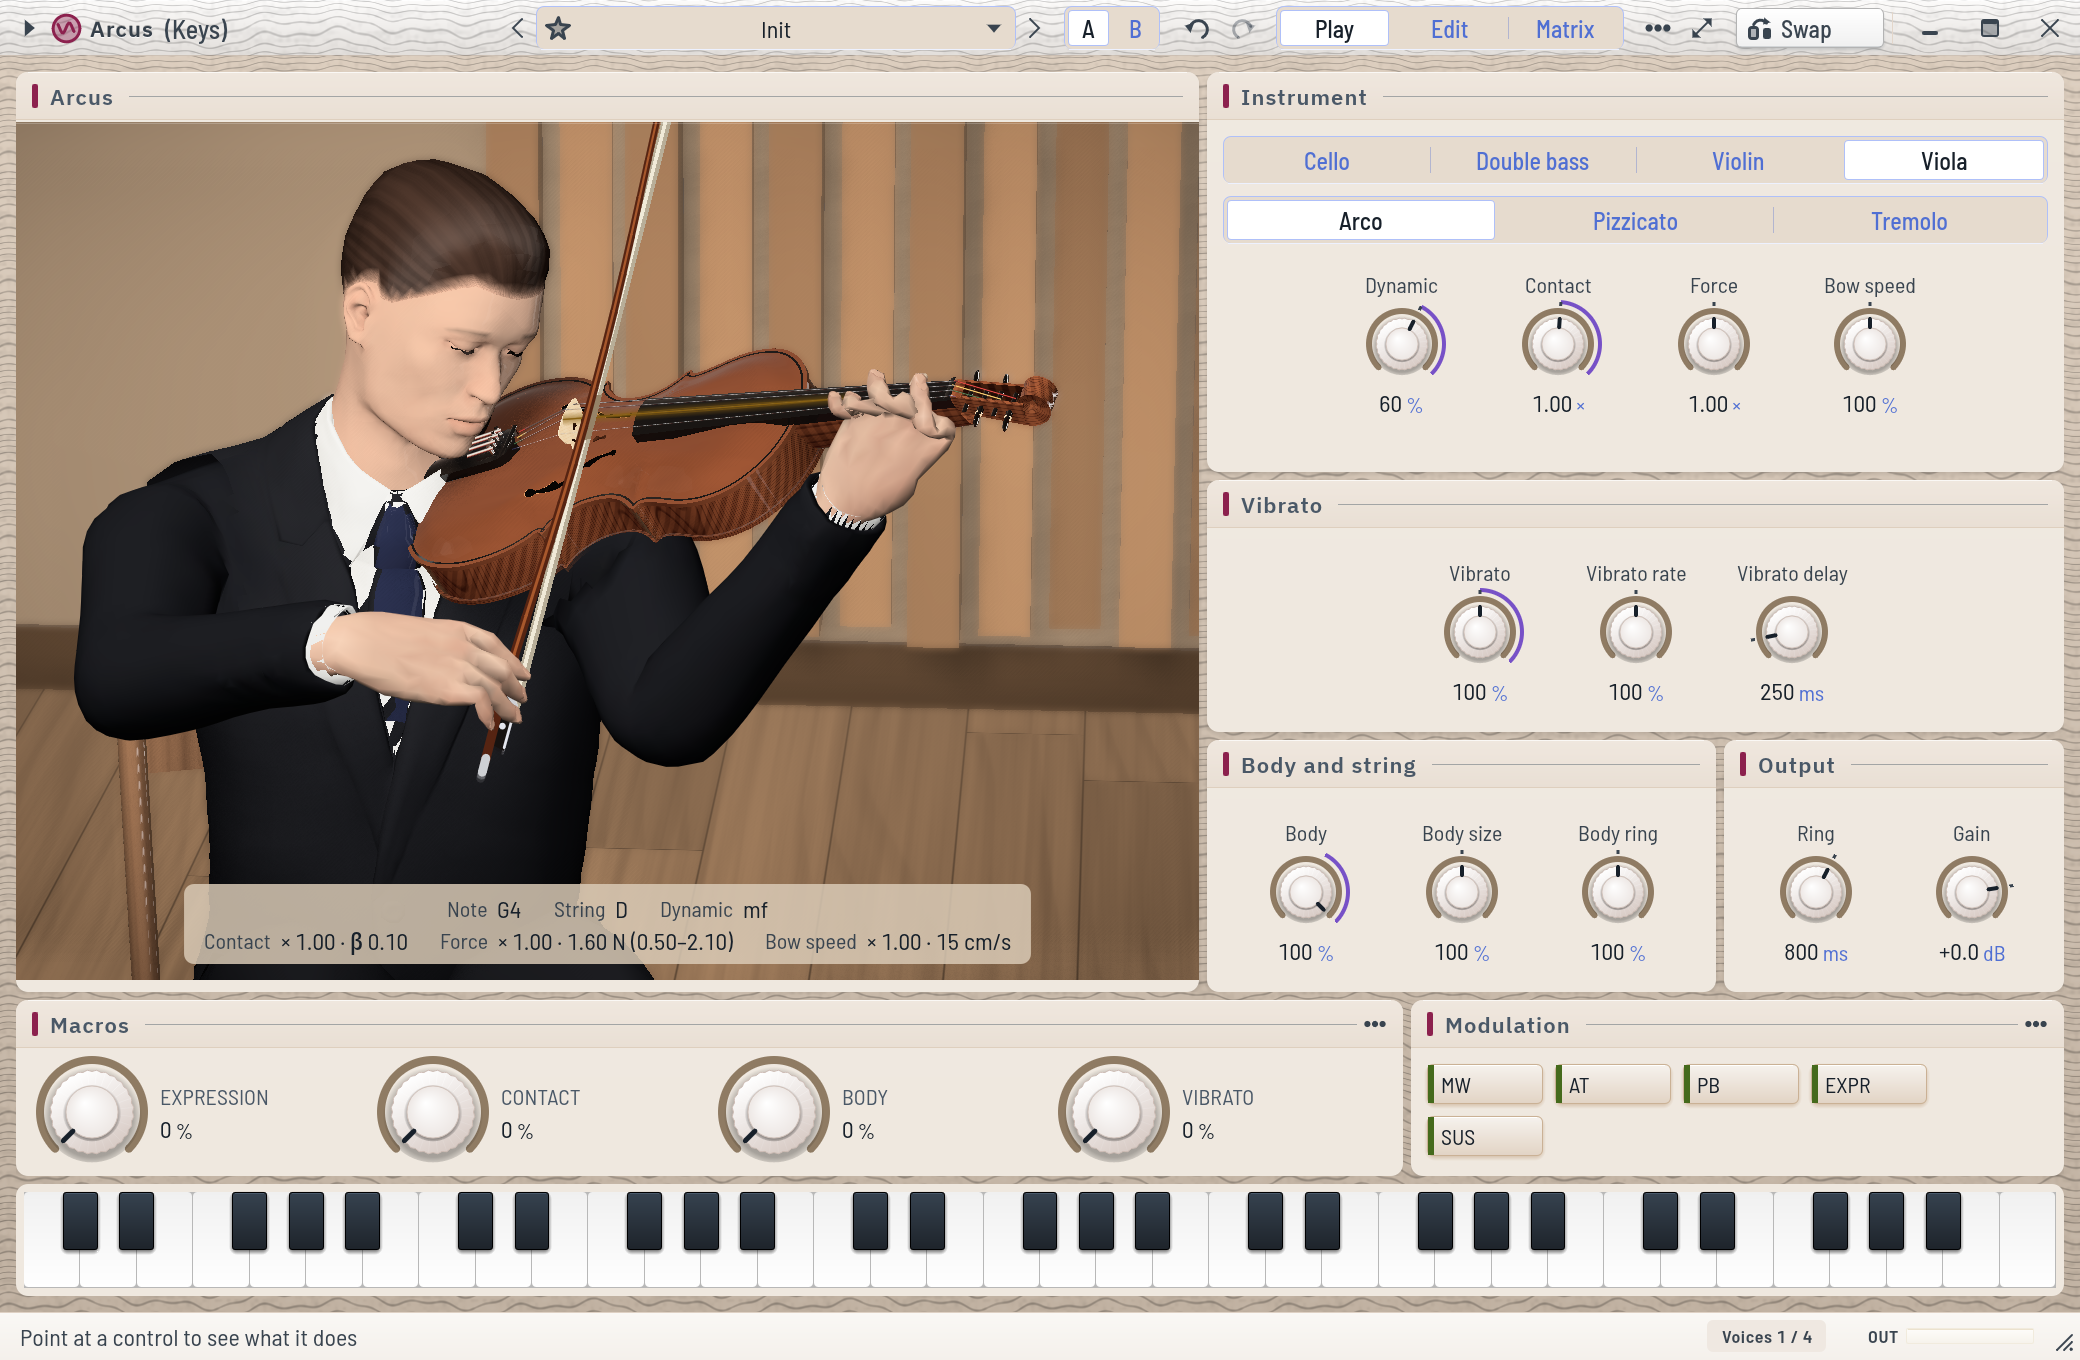 Arcus (Keys)
Init
A B
Play Edit Matrix
Swap
Arcus
Instrument
Cello Double bass Violin Viola
Arco Pizzicato Tremolo
Dynamic Contact Force Bow speed
60 % 1.00 × 1.00 × 100 %
Vibrato
Vibrato Vibrato rate Vibrato delay
100 % 100 % 250 ms
Body and string
Body Body size Body ring
100 % 100 % 100 %
Output
Ring Gain
800 ms +0.0 dB
Note G4 String D Dynamic mf
Contact × 1.00 · β 0.10 Force × 1.00 · 1.60 N (0.50–2.10) Bow speed × 1.00 · 15 cm/s
Macros
EXPRESSION CONTACT BODY VIBRATO
0 % 0 % 0 % 0 %
Modulation
MW AT PB EXPR
SUS
Point at a control to see what it does
Voices 1 / 4 OUT